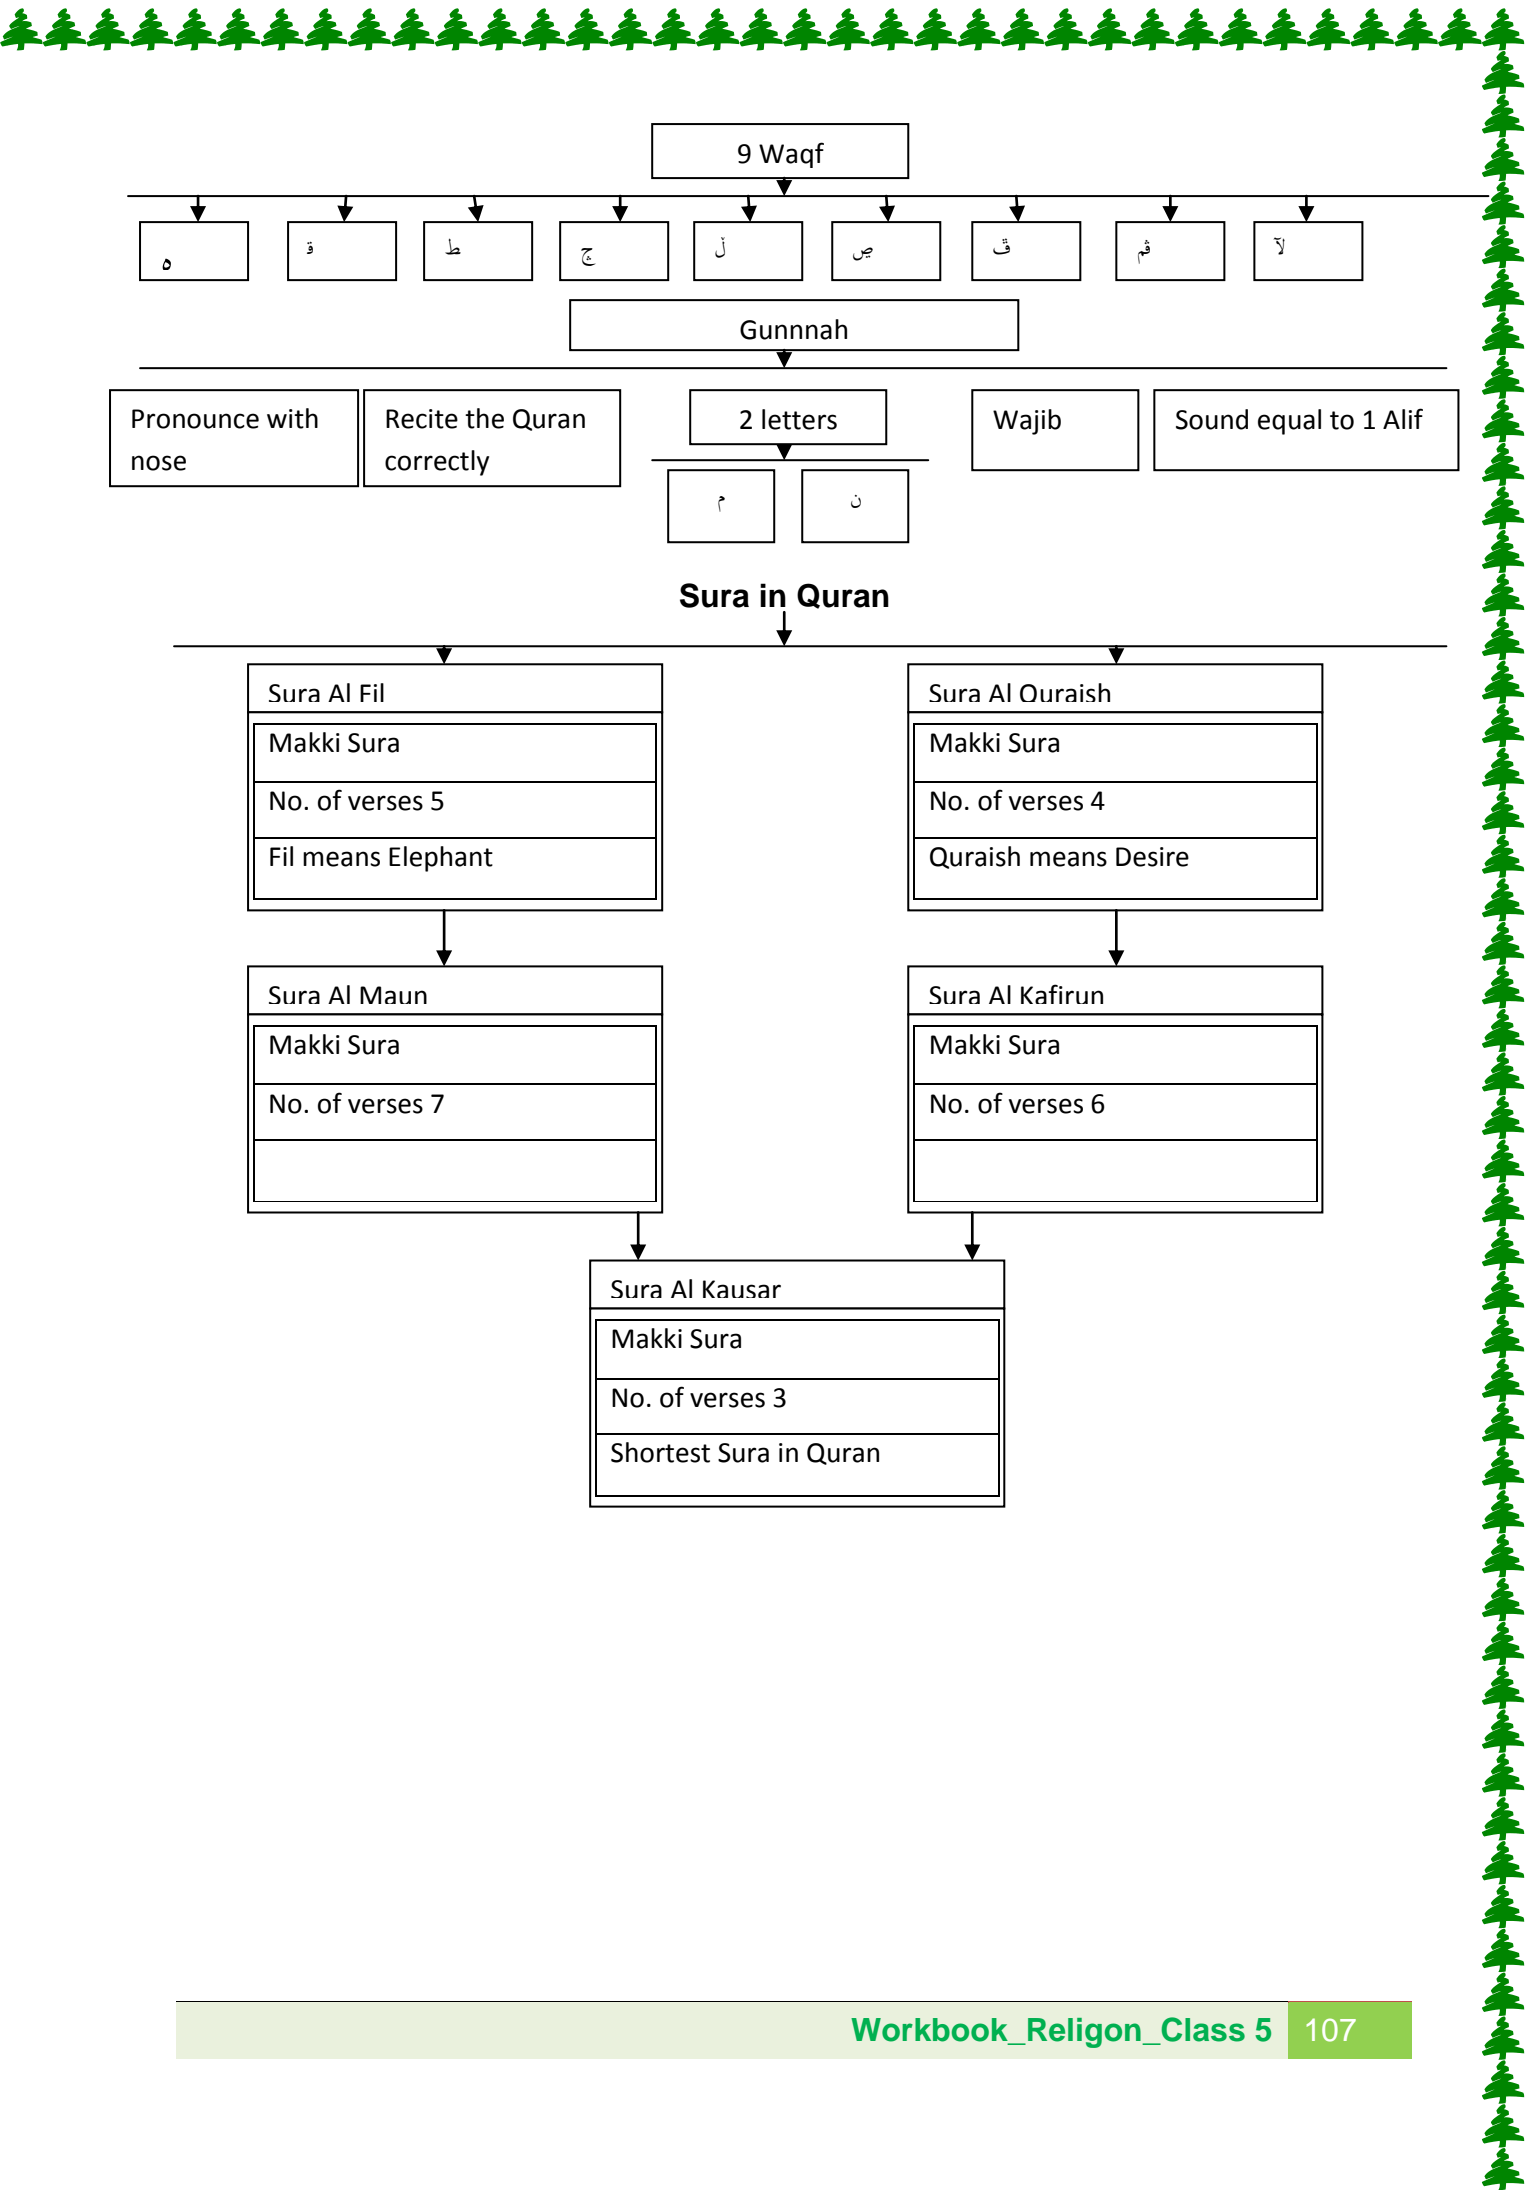 9 Waqf
ه ق ط ج ل ص ق قم لآ
Gunnnah
Pronounce with nose
Recite the Quran correctly
2 letters
Wajib
Sound equal to 1 Alif
م ن
Sura in Quran
Sura Al Fil
Makki Sura
No. of verses 5
Fil means Elephant
Sura Al Quraish
Makki Sura
No. of verses 4
Quraish means Desire
Sura Al Maun
Makki Sura
No. of verses 7
Sura Al Kafirun
Makki Sura
No. of verses 6
Sura Al Kausar
Makki Sura
No. of verses 3
Shortest Sura in Quran
Workbook_Religon_Class 5 107